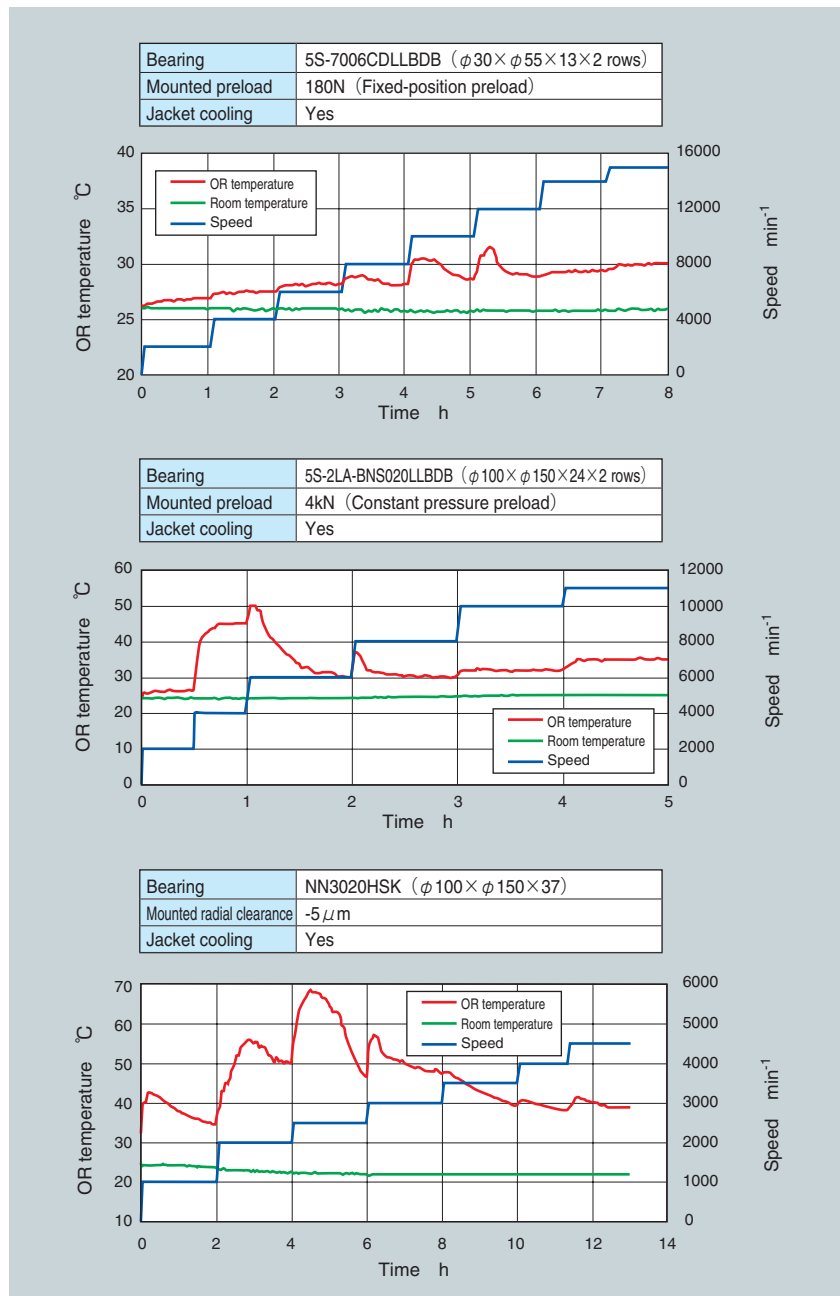 Bearing 5S-7006CDLLBDB（φ30×φ55×13×2 rows）
Mounted preload 180N（Fixed-position preload）
Jacket cooling Yes
40 16000
OR temperature
Room temperature
Speed
35 12000
30 8000
25 4000
20 0
OR temperature ℃
Speed min-1
0 1 2 3 4 5 6 7 8
Time h
Bearing 5S-2LA-BNS020LLBDB（φ100×φ150×24×2 rows）
Mounted preload 4kN（Constant pressure preload）
Jacket cooling Yes
60 12000
50 10000
40 8000
30 6000
20 4000
10 2000
0 0
OR temperature
Room temperature
Speed
OR temperature ℃
Speed min-1
0 1 2 3 4 5
Time h
Bearing NN3020HSK（φ100×φ150×37）
Mounted radial clearance -5μm
Jacket cooling Yes
70 6000
60 5000
50 4000
40 3000
30 2000
20 1000
10 0
OR temperature
Room temperature
Speed
OR temperature ℃
Speed min-1
0 2 4 6 8 10 12 14
Time h